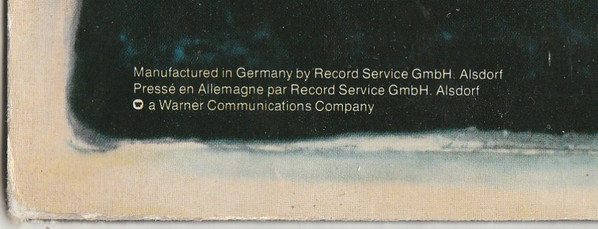 Manufactured in Germany by Record Service GmbH. Alsdorf
Pressé en Allemagne par Record Service GmbH. Alsdorf
a Warner Communications Company